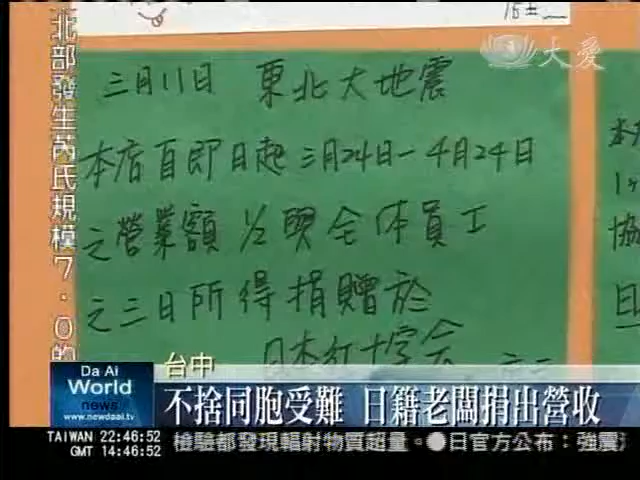 大愛
三月11日 東北大地震
本店自即日起 三月24日-4月24日
之營業額 1/2 與全体員工
之三日所得捐贈於
日本紅十字会
北部發生芮氏規模7.0的
台中
Da Ai
World
news
www.newdaai.tv
不捨同胞受難 日籍老闆捐出營收
TAIWAN 22:46:52
GMT 14:46:52
檢驗都發現輻射物質超量。●日官方公布：強震